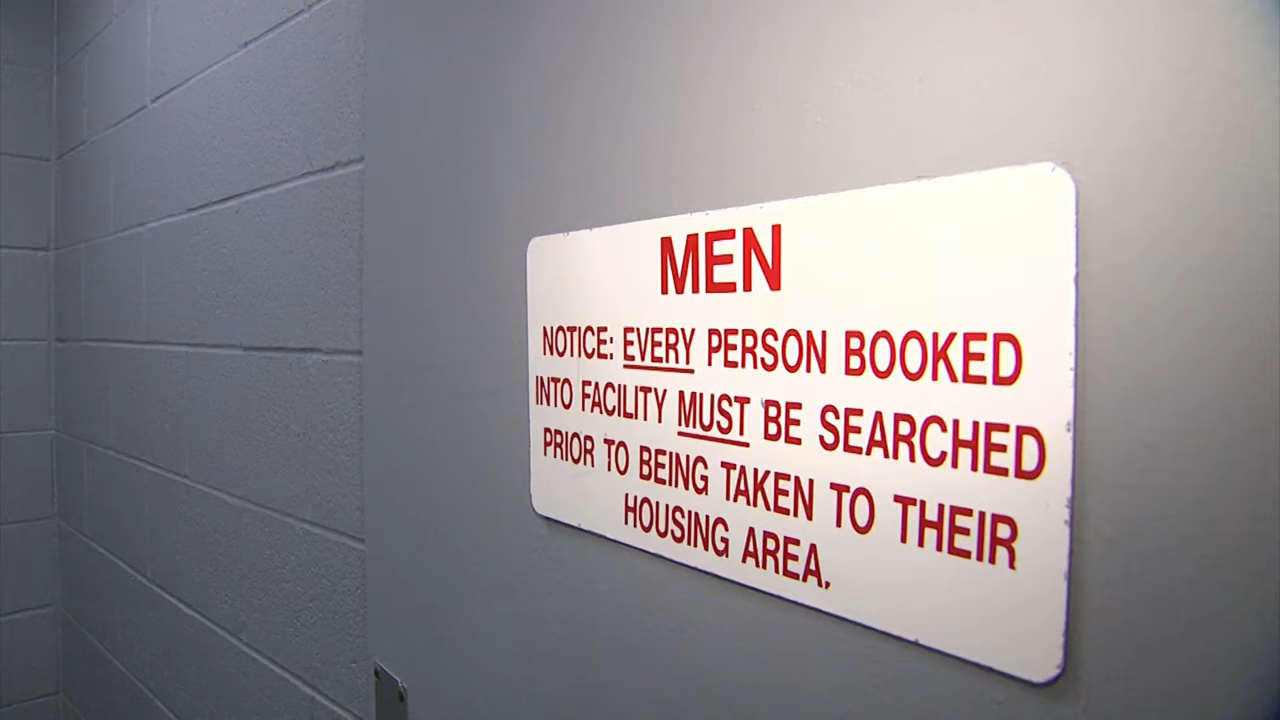 MEN
NOTICE: EVERY PERSON BOOKED
INTO FACILITY MUST BE SEARCHED
PRIOR TO BEING TAKEN TO THEIR
HOUSING AREA.